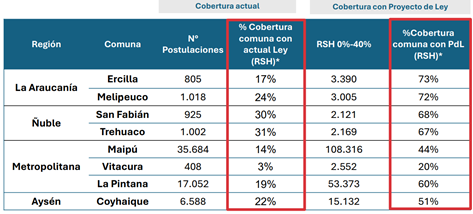 Cobertura actual Cobertura con Proyecto de Ley
Región Comuna N° Postulaciones % Cobertura comuna con actual Ley (RSH)* RSH 0%-40% %Cobertura comuna con PdL (RSH)*
La Araucanía Ercilla 805 17% 3.390 73%
Melipeuco 1.018 24% 3.005 72%
Ñuble San Fabián 925 30% 2.121 68%
Trehuaco 1.002 31% 2.169 67%
Metropolitana Maipú 35.684 14% 108.316 44%
Vitacura 408 3% 2.552 20%
La Pintana 17.052 19% 53.373 60%
Aysén Coyhaique 6.588 22% 15.132 51%